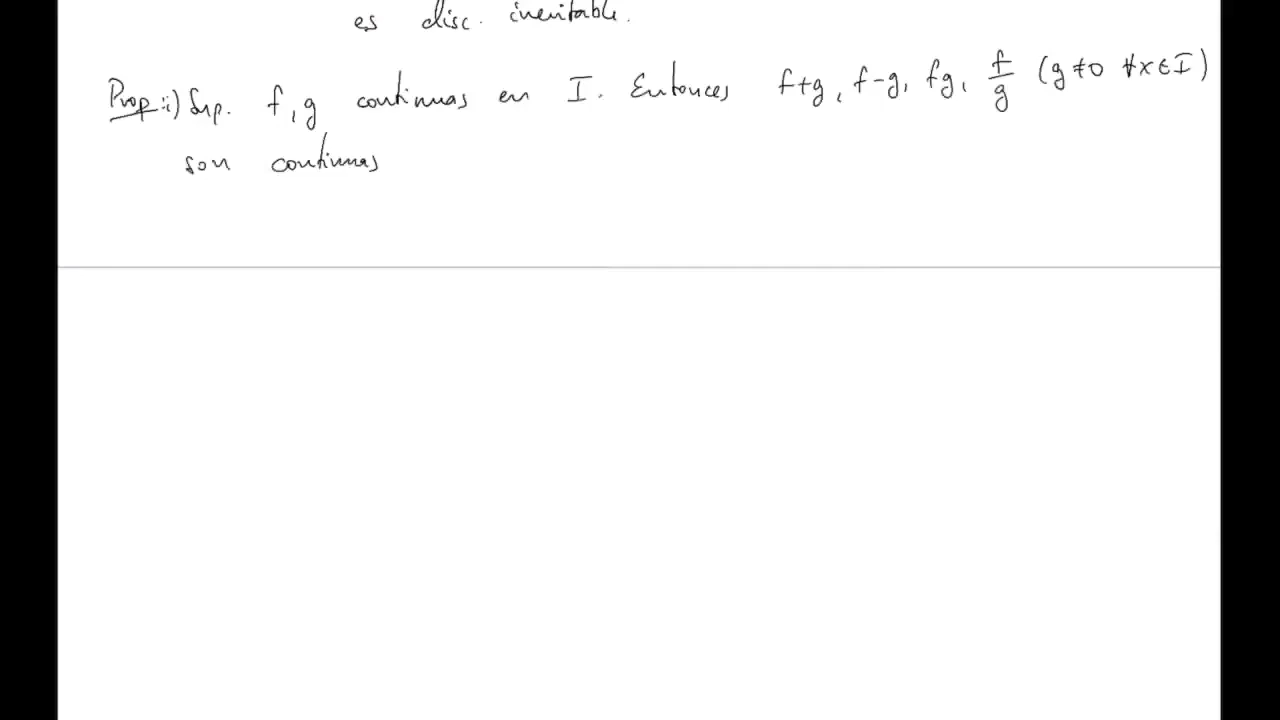 es disc. inevitable.
Prop: i) Sup. f, g continuas en I. Entonces f+g, f-g, fg, f/g (g≠0 ∀x∈I)
son continuas